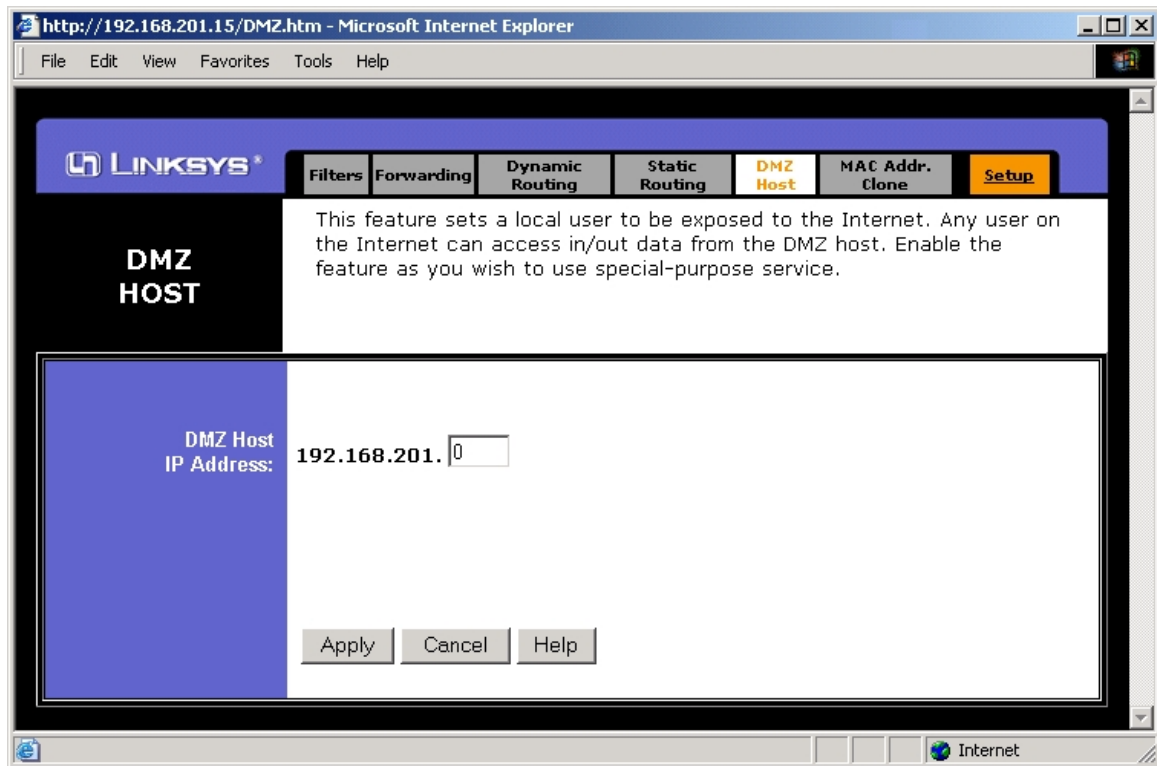 http://192.168.201.15/DMZ.htm - Microsoft Internet Explorer
File Edit View Favorites Tools Help
LINKSYS®
Filters Forwarding Dynamic Routing Static Routing DMZ Host MAC Addr. Clone Setup
DMZ
HOST
This feature sets a local user to be exposed to the Internet. Any user on
the Internet can access in/out data from the DMZ host. Enable the
feature as you wish to use special-purpose service.
DMZ Host
IP Address:
192.168.201. 0
Apply Cancel Help
Internet